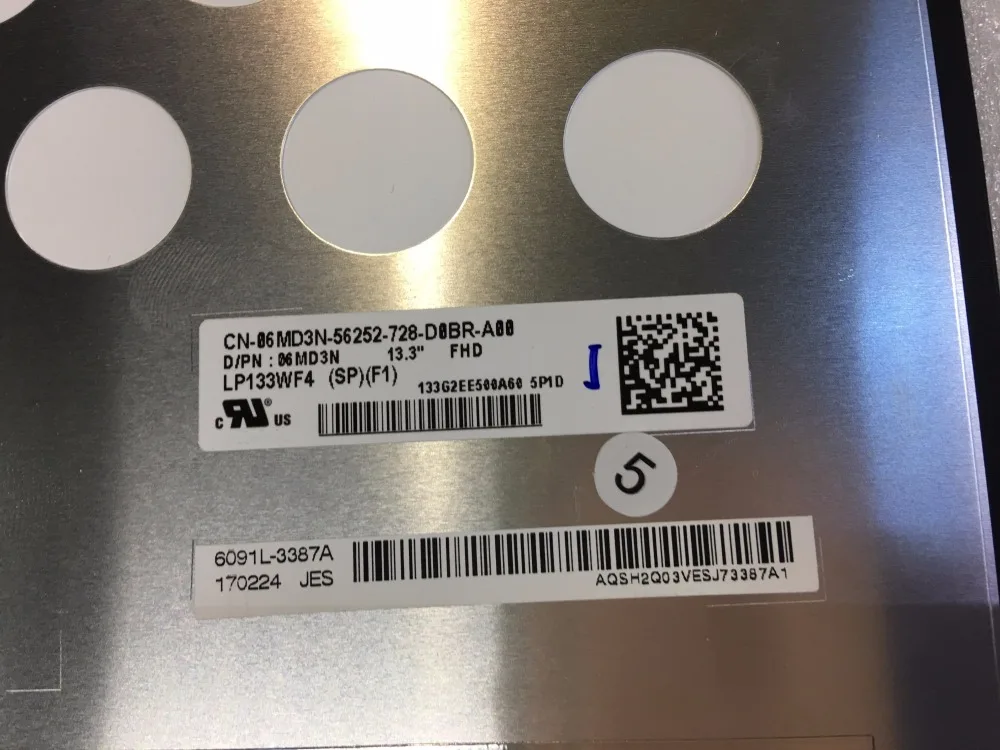 CN-06MD3N-56252-728-D0BR-A00
D/PN : 06MD3N 13.3" FHD
LP133WF4 (SP)(F1)
133G2EE500A60 5P1D
c RU® US
5
6091L-3387A
170224 JES
AQSH2Q03VESJ73387A1